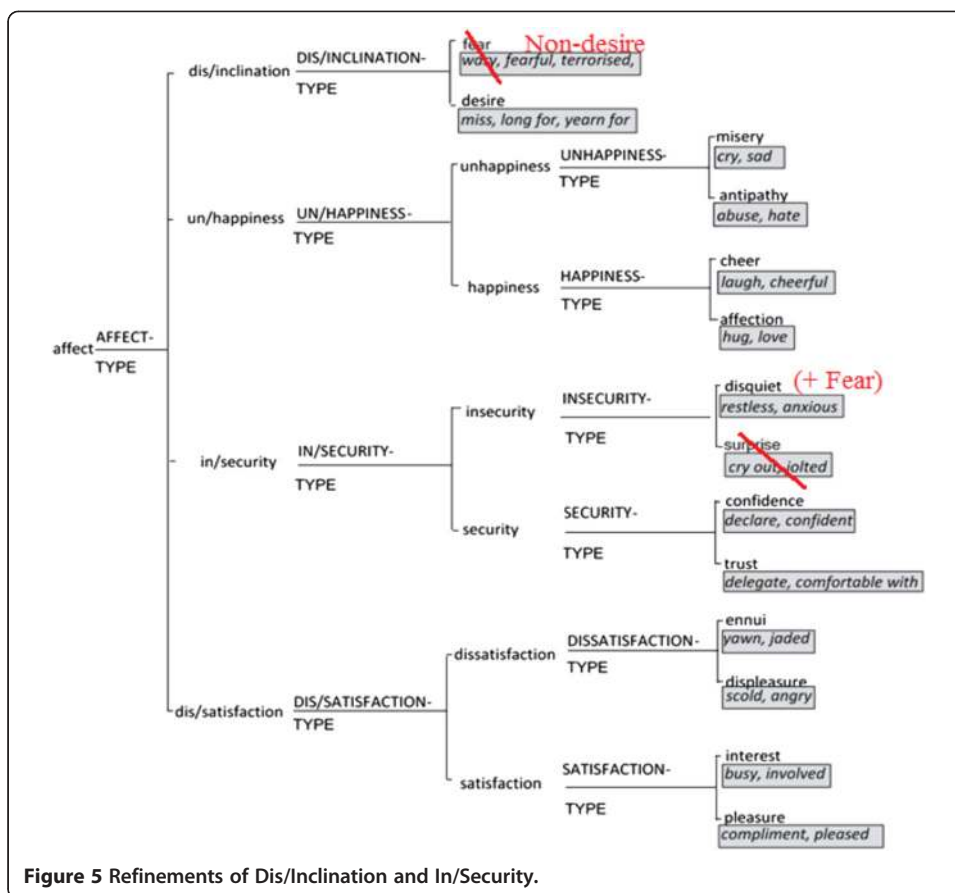 fear Non-desire
wary, fearful, terrorised,
dis/inclination DIS/INCLINATION-
TYPE
desire
miss, long for, yearn for
misery
cry, sad
unhappiness UNHAPPINESS-
TYPE
antipathy
abuse, hate
un/happiness UN/HAPPINESS-
TYPE
cheer
laugh, cheerful
happiness HAPPINESS-
TYPE
affection
hug, love
affect AFFECT-
TYPE
disquiet (+ Fear)
restless, anxious
insecurity INSECURITY-
TYPE
surprise
cry out, jolted
in/security IN/SECURITY-
TYPE
confidence
declare, confident
security SECURITY-
TYPE
trust
delegate, comfortable with
ennui
yawn, jaded
dissatisfaction DISSATISFACTION-
TYPE
displeasure
scold, angry
dis/satisfaction DIS/SATISFACTION-
TYPE
interest
busy, involved
satisfaction SATISFACTION-
TYPE
pleasure
compliment, pleased
Figure 5 Refinements of Dis/Inclination and In/Security.